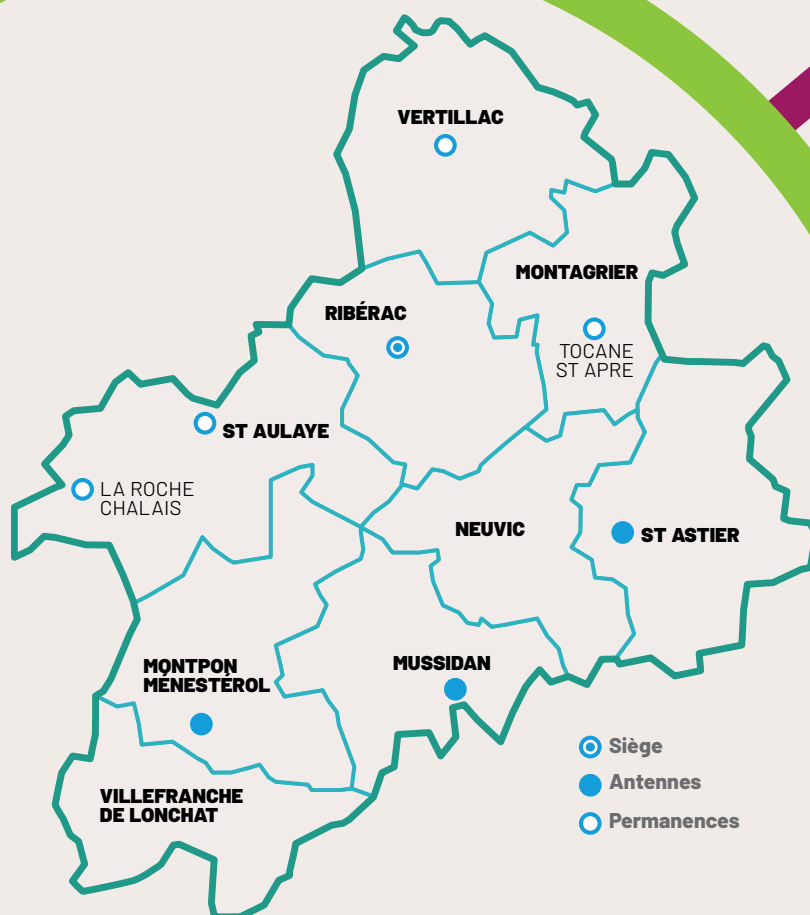 VERTILLAC
MONTAGRIER
RIBÉRAC
TOCANE
ST APRE
ST AULAYE
LA ROCHE
CHALAIS
NEUVIC
ST ASTIER
MUSSIDAN
MONTPON
MÉNESTÉROL
VILLEFRANCHE
DE LONCHAT
Siège
Antennes
Permanences